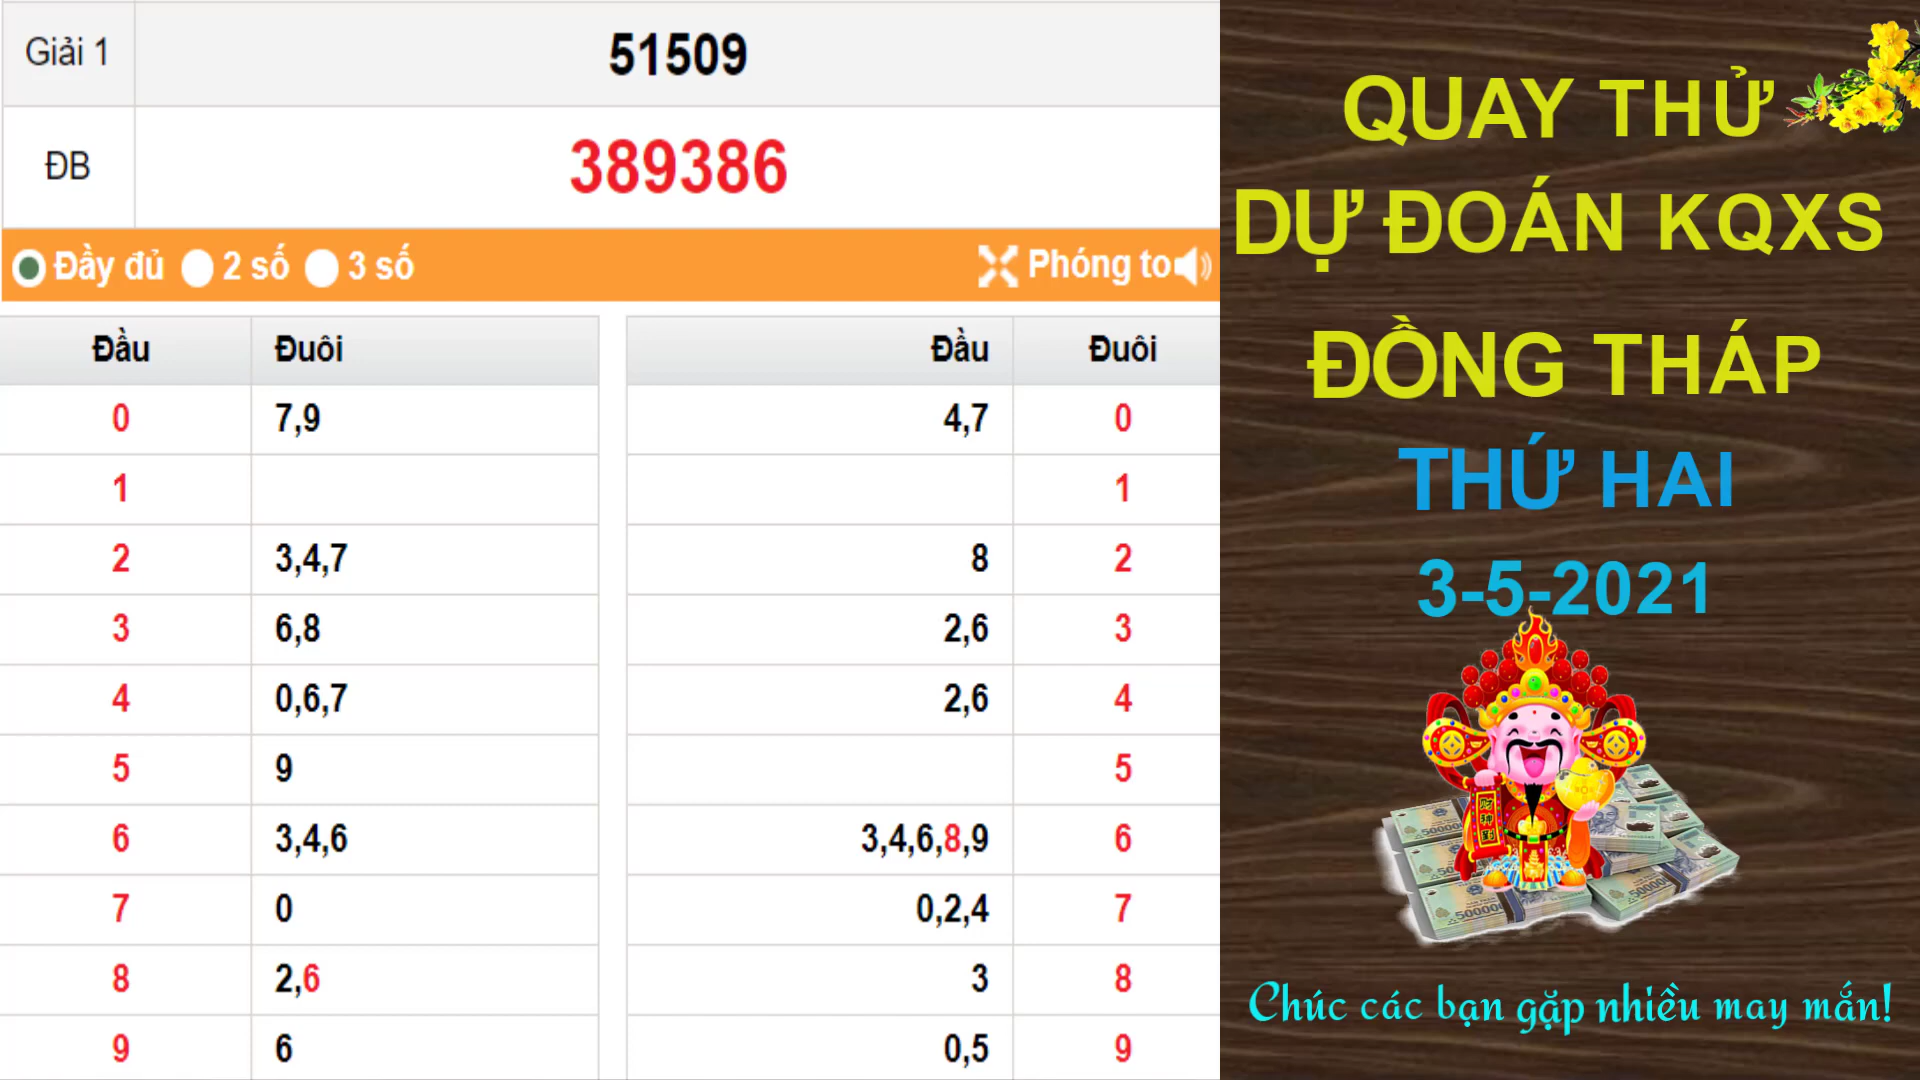 Giải 1 51509
ĐB 389386
Đầy đủ 2 số 3 số Phóng to
Đầu Đuôi Đầu Đuôi
0 7,9 4,7 0
1 1
2 3,4,7 8 2
3 6,8 2,6 3
4 0,6,7 2,6 4
5 9 5
6 3,4,6 3,4,6,8,9 6
7 0 0,2,4 7
8 2,6 3 8
9 6 0,5 9
QUAY THỬ
DỰ ĐOÁN KQXS
ĐỒNG THÁP
THỨ HAI
3-5-2021
Chúc các bạn gặp nhiều may mắn!